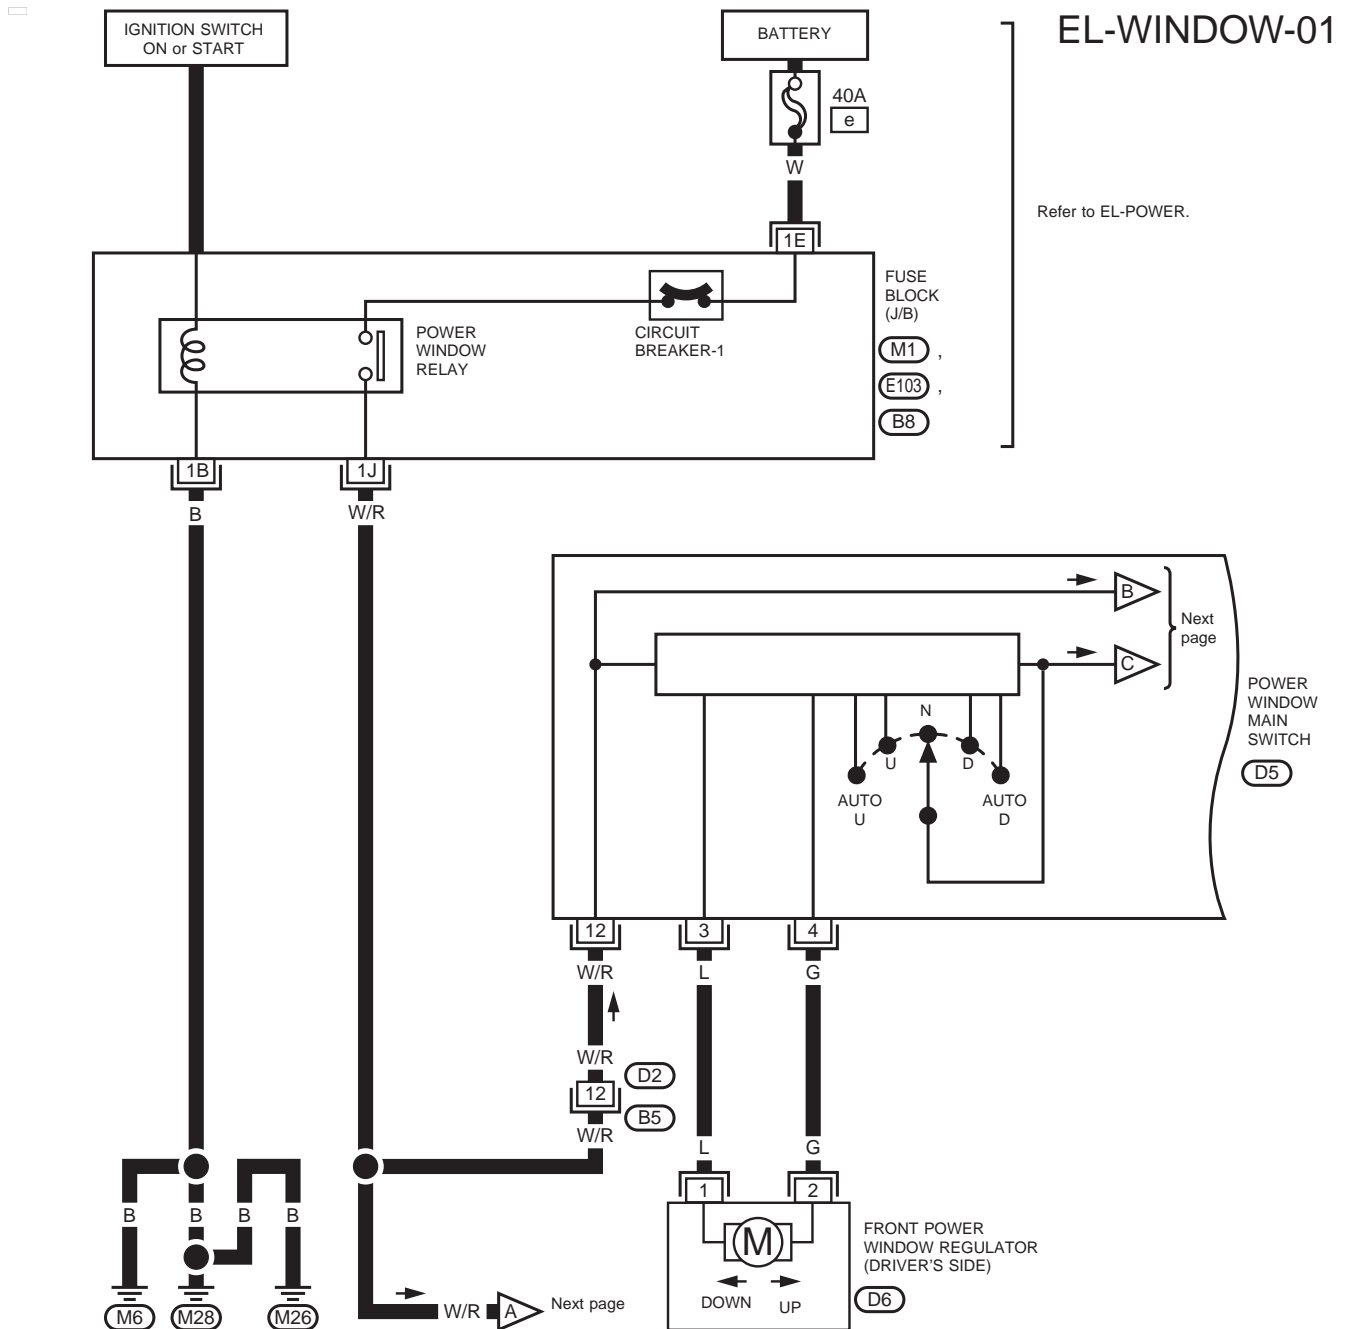 EL-WINDOW-01
IGNITION SWITCH
ON or START
BATTERY
40A
e
W
1E
Refer to EL-POWER.
FUSE
BLOCK
(J/B)
M1 ,
E103 ,
B8
CIRCUIT
BREAKER-1
POWER
WINDOW
RELAY
1B
1J
B
W/R
B
C
Next
page
POWER
WINDOW
MAIN
SWITCH
D5
N
U
D
AUTO
U
AUTO
D
12
3
4
W/R
L
G
W/R
D2
12
B5
W/R
L
G
1
2
M
FRONT POWER
WINDOW REGULATOR
(DRIVER'S SIDE)
D6
DOWN
UP
B
B
B
B
M6
M28
M26
W/R
A
Next page